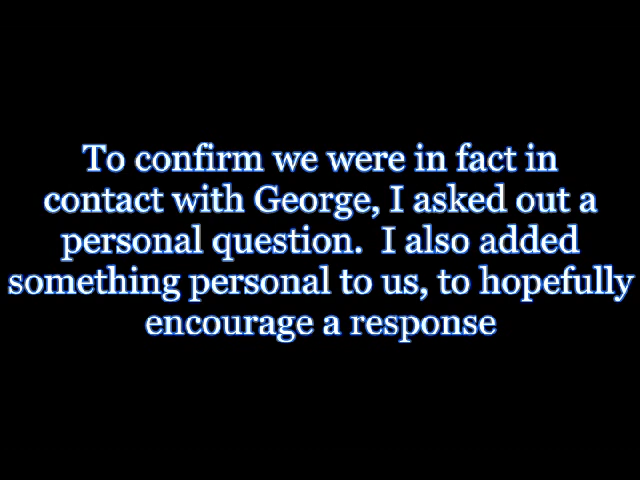 To confirm we were in fact in
contact with George, I asked out a
personal question.  I also added
something personal to us, to hopefully
encourage a response